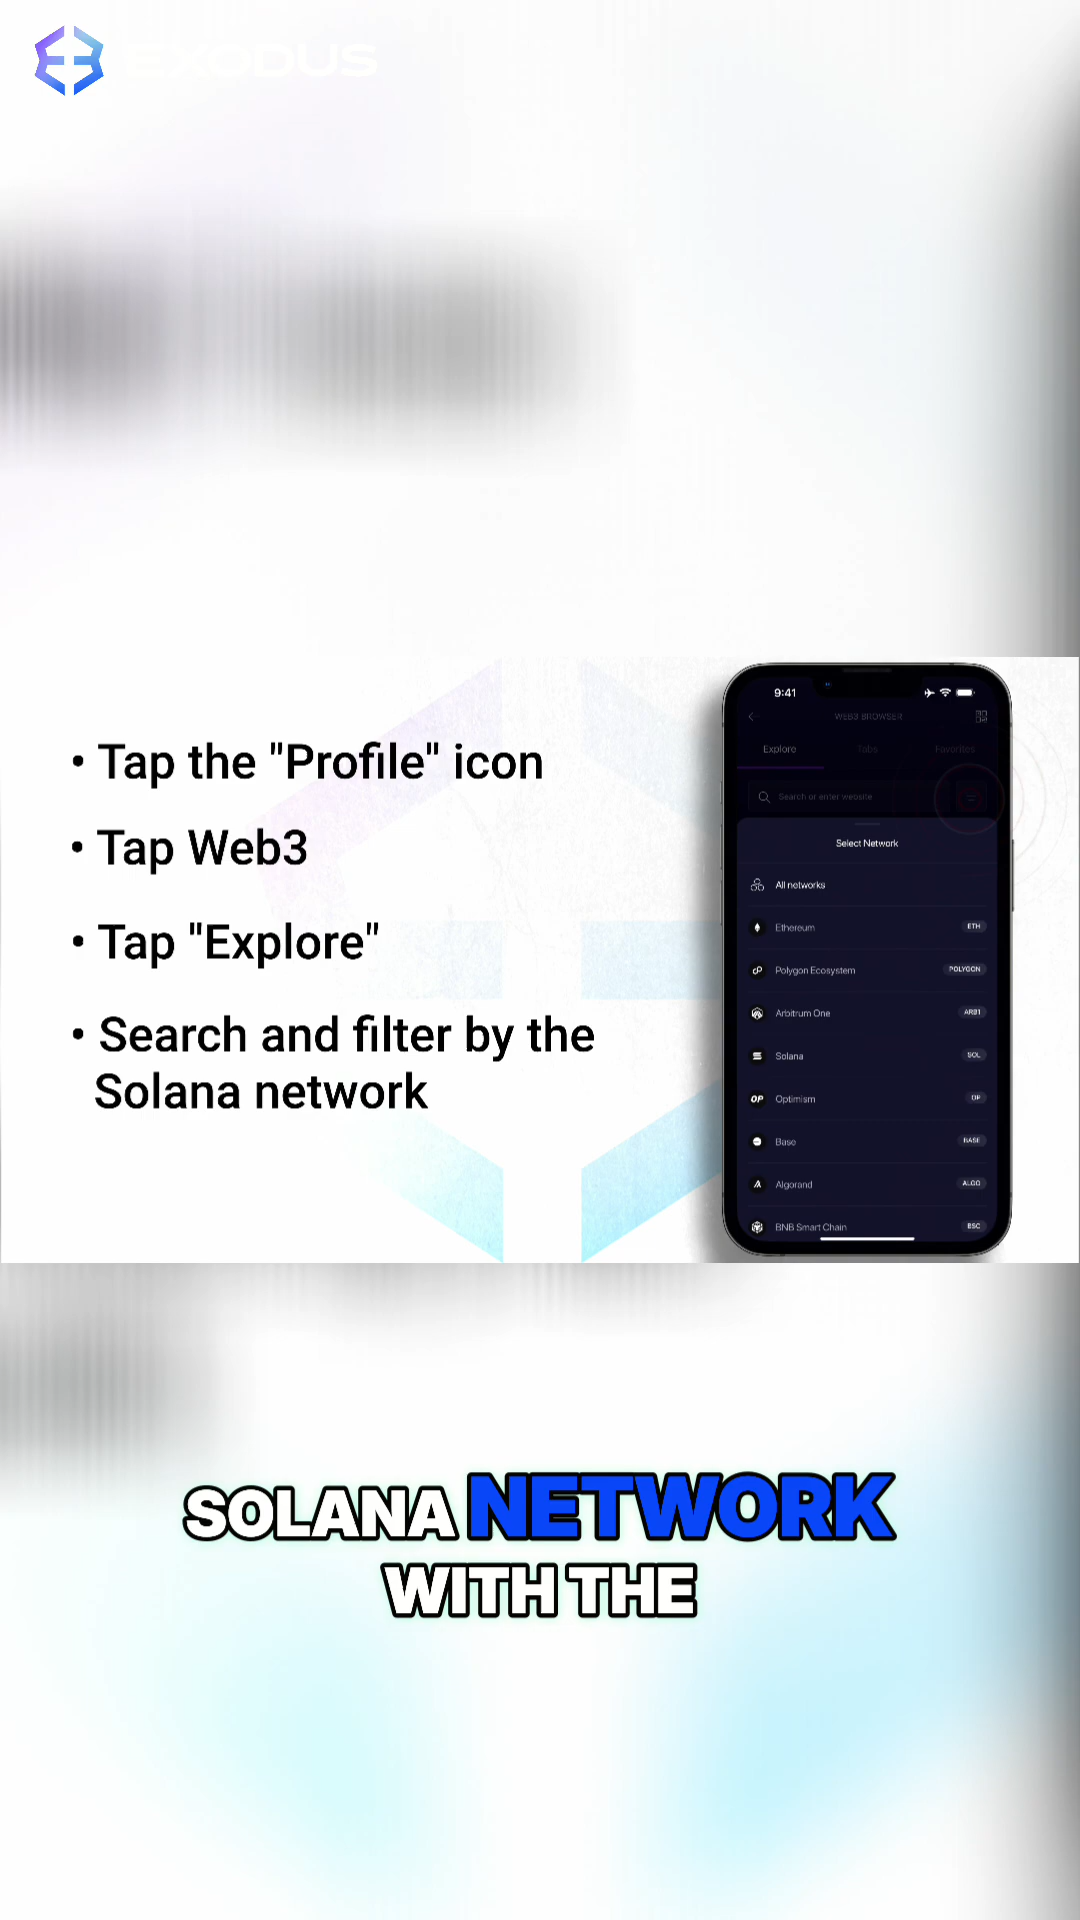 EXODUS
• Tap the "Profile" icon
• Tap Web3
• Tap "Explore"
• Search and filter by the
Solana network
9:41
WEB3 BROWSER
Explore Tabs Favorites
Search or enter website
Select Network
All networks
Ethereum ETH
Polygon Ecosystem POLYGON
Arbitrum One ARB1
Solana SOL
OP Optimism OP
Base BASE
Algorand ALGO
BNB Smart Chain BSC
SOLANA NETWORK
WITH THE